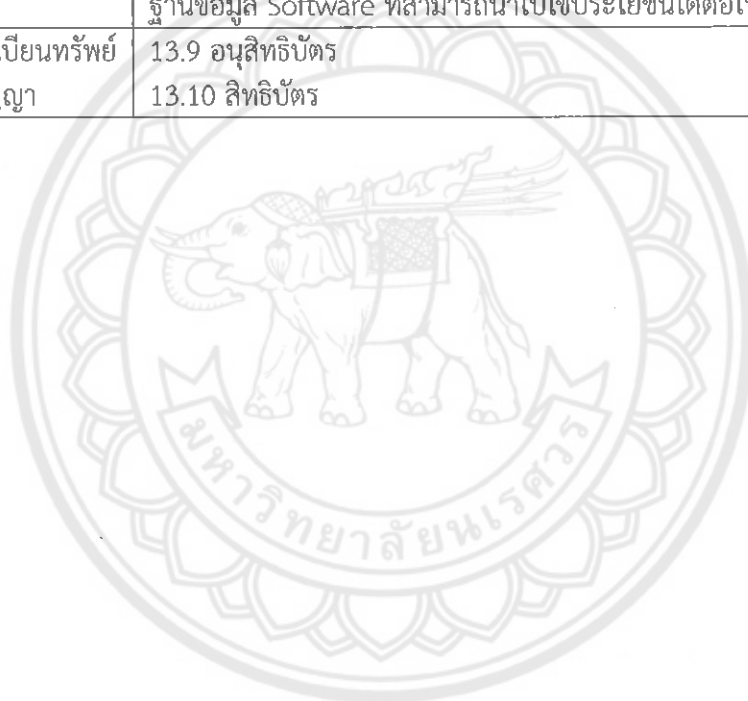 ฐานข้อมูล Software ที่สามารถนำไปใช้ประโยชน์ได้ต่อไป
เบียนทรัพย์ 13.9 อนุสิทธิบัตร
ญญา 13.10 สิทธิบัตร
มหาวิทยาลัยนเรศวร